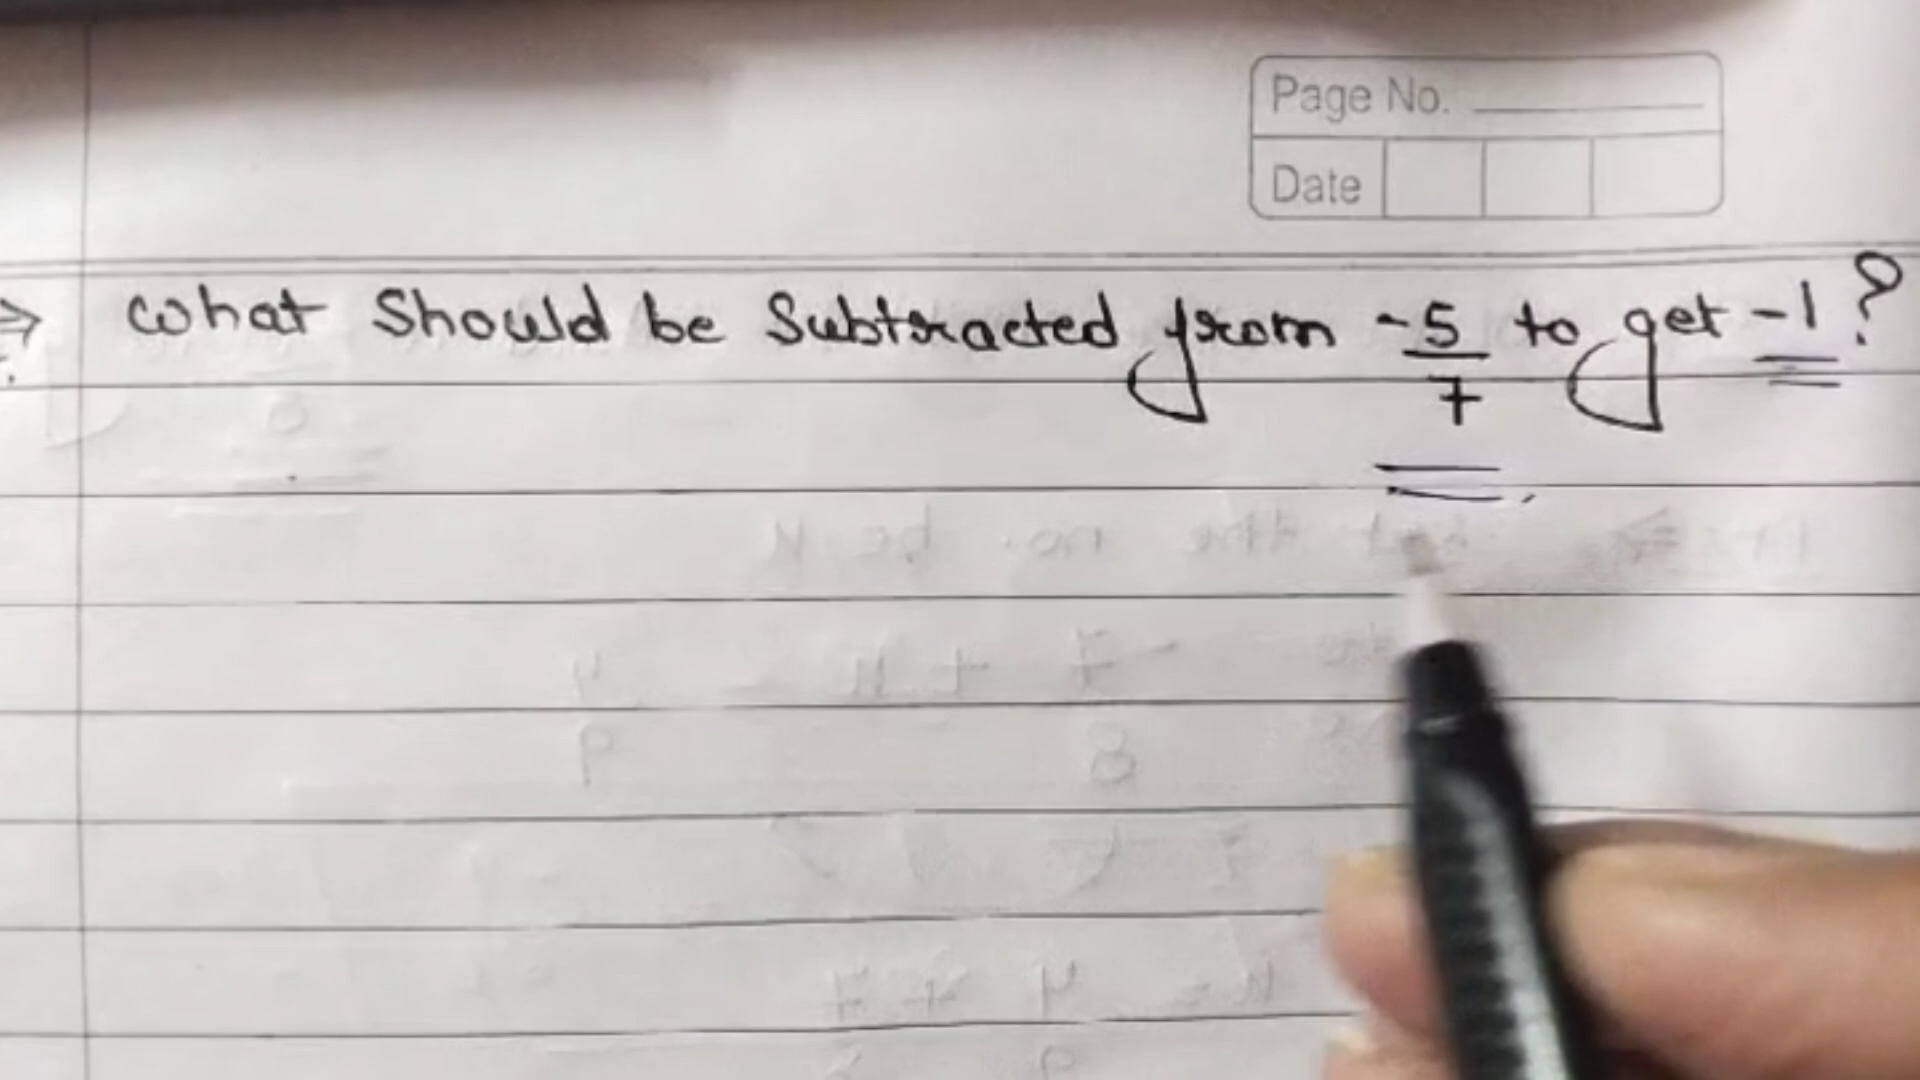 Page No.
Date
⇒ What Should be Subtracted from -5/7 to get -1?